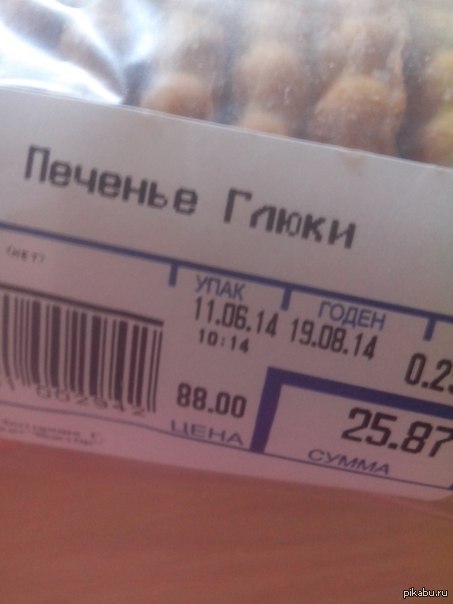 Печенье Глюки
(НЕТ)
УПАК ГОДЕН
11.06.14 19.08.14
10:14
88.00
25.87
ЦЕНА
СУММА
pikabu.ru